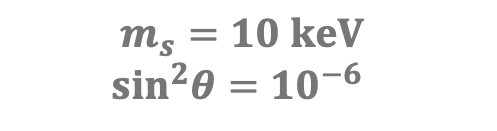 mₛ = 10 keV
sin²θ = 10⁻⁶